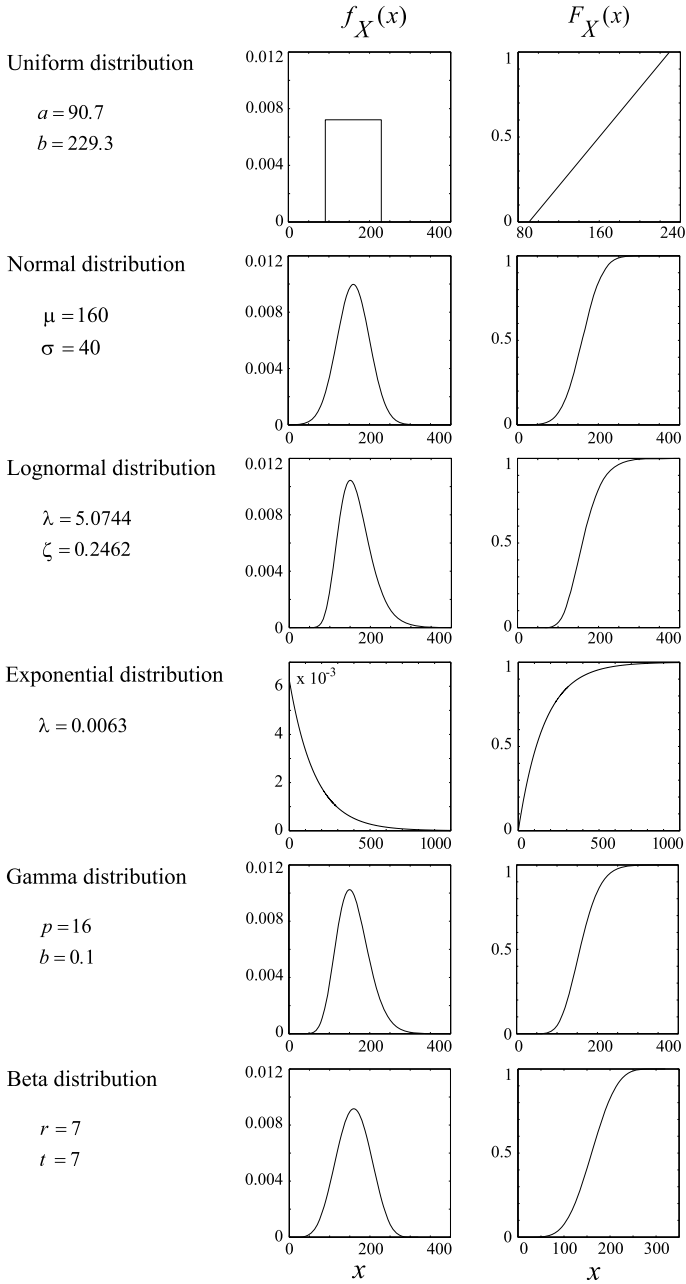 f_X(x) F_X(x)
Uniform distribution
a = 90.7
b = 229.3
0.012
0.008
0.004
0
0 200 400
1
0.5
0
80 160 240
Normal distribution
μ = 160
σ = 40
0.012
0.008
0.004
0
0 200 400
1
0.5
0
0 200 400
Lognormal distribution
λ = 5.0744
ζ = 0.2462
0.012
0.008
0.004
0
0 200 400
1
0.5
0
0 200 400
Exponential distribution
λ = 0.0063
x 10^-3
6
4
2
0
0 500 1000
1
0.5
0
0 500 1000
Gamma distribution
p = 16
b = 0.1
0.012
0.008
0.004
0
0 200 400
1
0.5
0
0 200 400
Beta distribution
r = 7
t = 7
0.012
0.008
0.004
0
0 200 400
1
0.5
0
0 100 200 300
x x